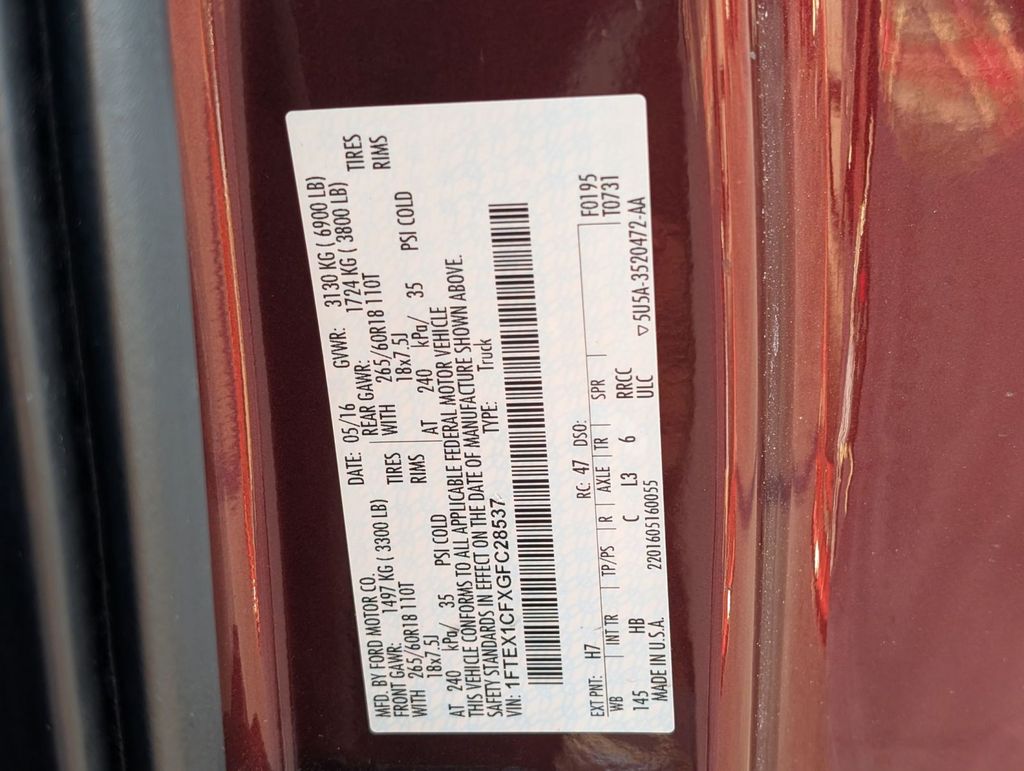 MFD. BY FORD MOTOR CO. DATE: 05/16 GVWR: 3130 KG ( 6900 LB)
FRONT GAWR: 1497 KG ( 3300 LB) REAR GAWR: 1724 KG ( 3800 LB)
WITH 265/60R18 110T TIRES WITH 265/60R18 110T TIRES
18x7.5J RIMS 18x7.5J RIMS
AT 240 kPa/ 35 PSI COLD AT 240 kPa/ 35 PSI COLD
THIS VEHICLE CONFORMS TO ALL APPLICABLE FEDERAL MOTOR VEHICLE
SAFETY STANDARDS IN EFFECT ON THE DATE OF MANUFACTURE SHOWN ABOVE.
VIN: 1FTEX1CFXGFC28537 TYPE: Truck
EXT PNT: H7 RC: 47 DSO: F0195
WB INT TR TP/PS R AXLE TR SPR T0731
145 HB C L3 6 RRCC
ULC
MADE IN U.S.A. 2201605160055 ▽5U5A-3520472-AA